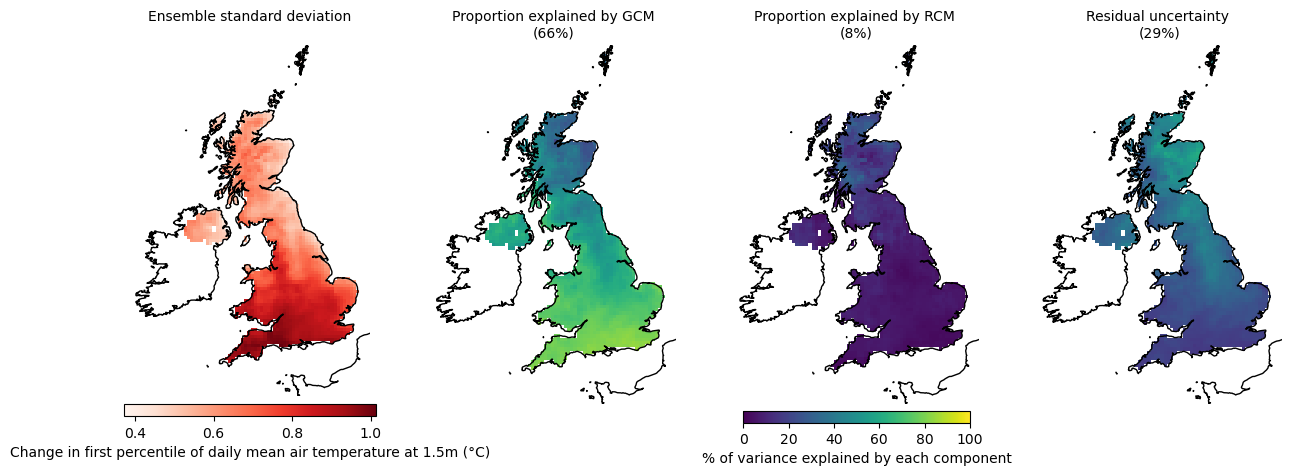 Ensemble standard deviation
Proportion explained by GCM
(66%)
Proportion explained by RCM
(8%)
Residual uncertainty
(29%)
0.4 0.6 0.8 1.0
Change in first percentile of daily mean air temperature at 1.5m (°C)
0 20 40 60 80 100
% of variance explained by each component